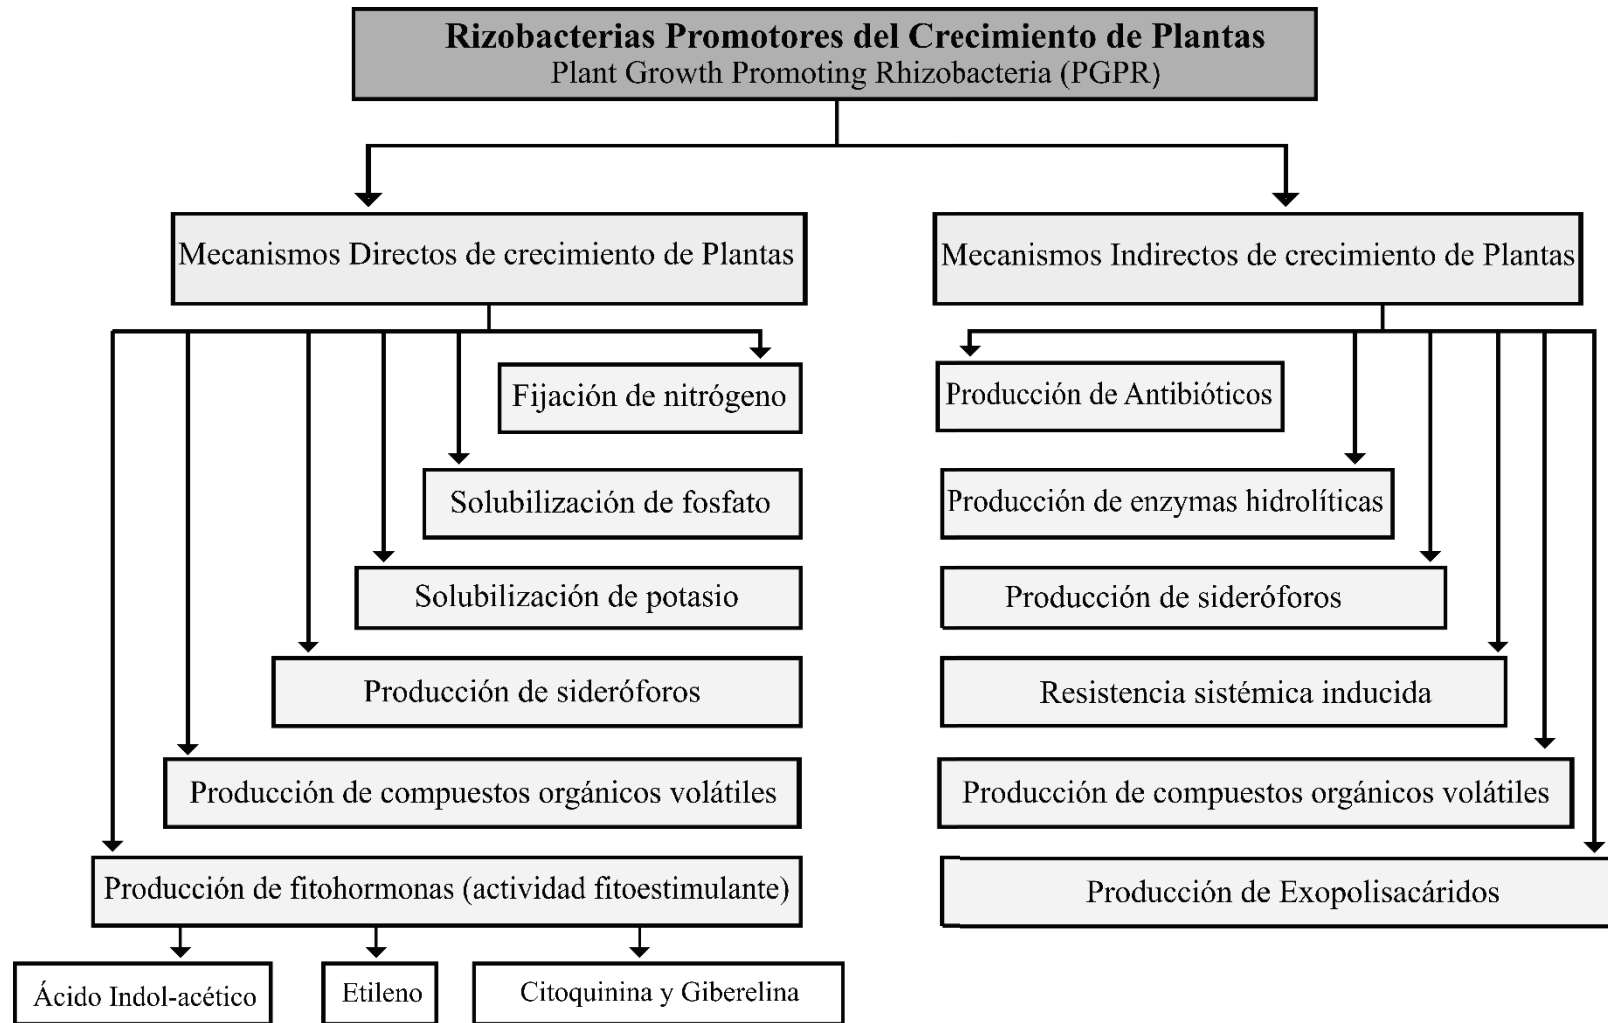 Rizobacterias Promotores del Crecimiento de Plantas
Plant Growth Promoting Rhizobacteria (PGPR)
Mecanismos Directos de crecimiento de Plantas
Fijación de nitrógeno
Solubilización de fosfato
Solubilización de potasio
Producción de sideróforos
Producción de compuestos orgánicos volátiles
Producción de fitohormonas (actividad fitoestimulante)
Ácido Indol-acético
Etileno
Citoquinina y Giberelina
Mecanismos Indirectos de crecimiento de Plantas
Producción de Antibióticos
Producción de enzymas hidrolíticas
Producción de sideróforos
Resistencia sistémica inducida
Producción de compuestos orgánicos volátiles
Producción de Exopolisacáridos